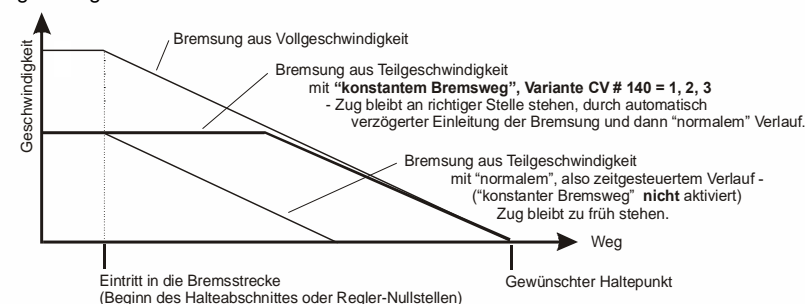 Geschwindigkeit
Bremsung aus Vollgeschwindigkeit
Bremsung aus Teilgeschwindigkeit
mit “konstantem Bremsweg”, Variante CV # 140 = 1, 2, 3
- Zug bleibt an richtiger Stelle stehen, durch automatisch
verzögerter Einleitung der Bremsung und dann “normalem” Verlauf.
Bremsung aus Teilgeschwindigkeit
mit “normalem”, also zeitgesteuertem Verlauf -
(“konstanter Bremsweg” nicht aktiviert)
Zug bleibt zu früh stehen.
Weg
Eintritt in die Bremsstrecke
(Beginn des Halteabschnittes oder Regler-Nullstellen)
Gewünschter Haltepunkt